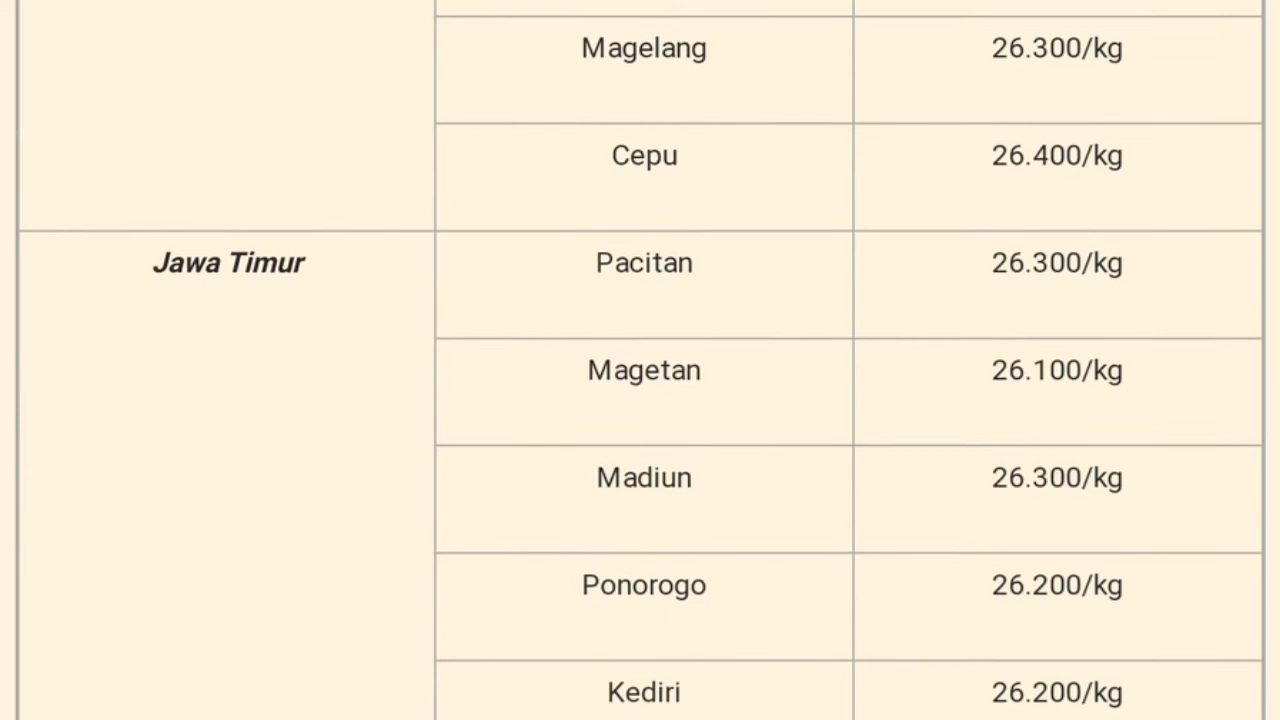 Magelang 26.300/kg
Cepu 26.400/kg
Jawa Timur Pacitan 26.300/kg
Magetan 26.100/kg
Madiun 26.300/kg
Ponorogo 26.200/kg
Kediri 26.200/kg